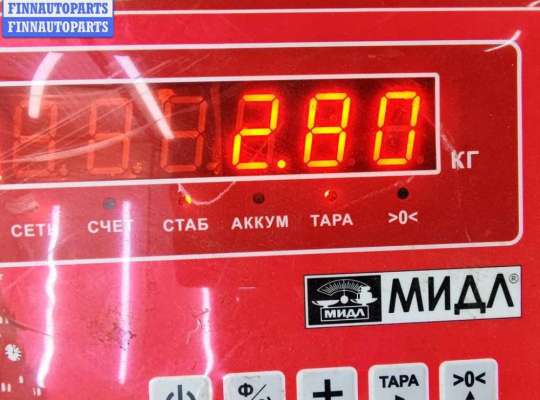 FINNAUTOPARTS
FINNAUTOPARTS
2.80
КГ
СЕТЬ СЧЕТ СТАБ АККУМ ТАРА >0<
МИДЛ
МИДЛ®
Ф/
+
ТАРА
>0<